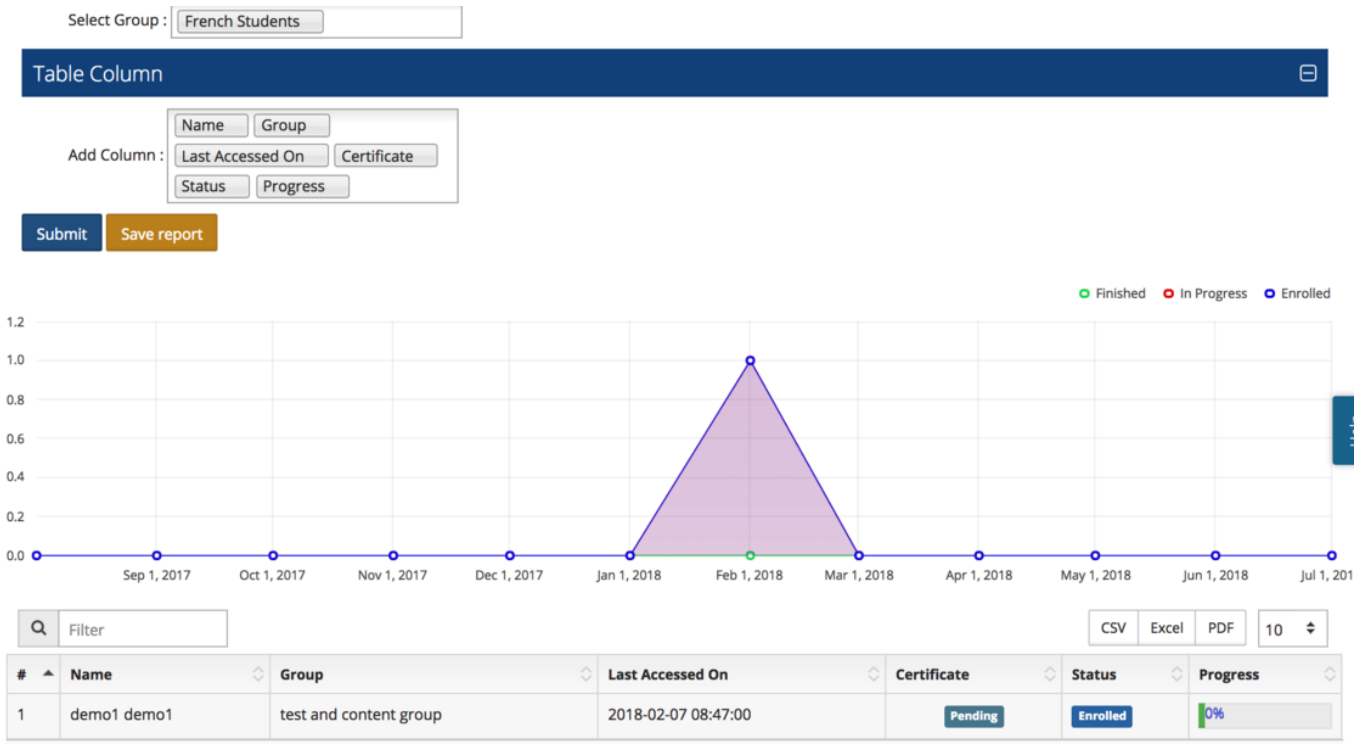 Select Group : French Students
Table Column
Name Group
Add Column : Last Accessed On Certificate
Status Progress
Submit Save report
Finished In Progress Enrolled
1.2
1.0
0.8
0.6
0.4
0.2
0.0
Sep 1, 2017 Oct 1, 2017 Nov 1, 2017 Dec 1, 2017 Jan 1, 2018 Feb 1, 2018 Mar 1, 2018 Apr 1, 2018 May 1, 2018 Jun 1, 2018 Jul 1, 201
Filter CSV Excel PDF 10
# Name Group Last Accessed On Certificate Status Progress
1 demo1 demo1 test and content group 2018-02-07 08:47:00 Pending Enrolled 0%